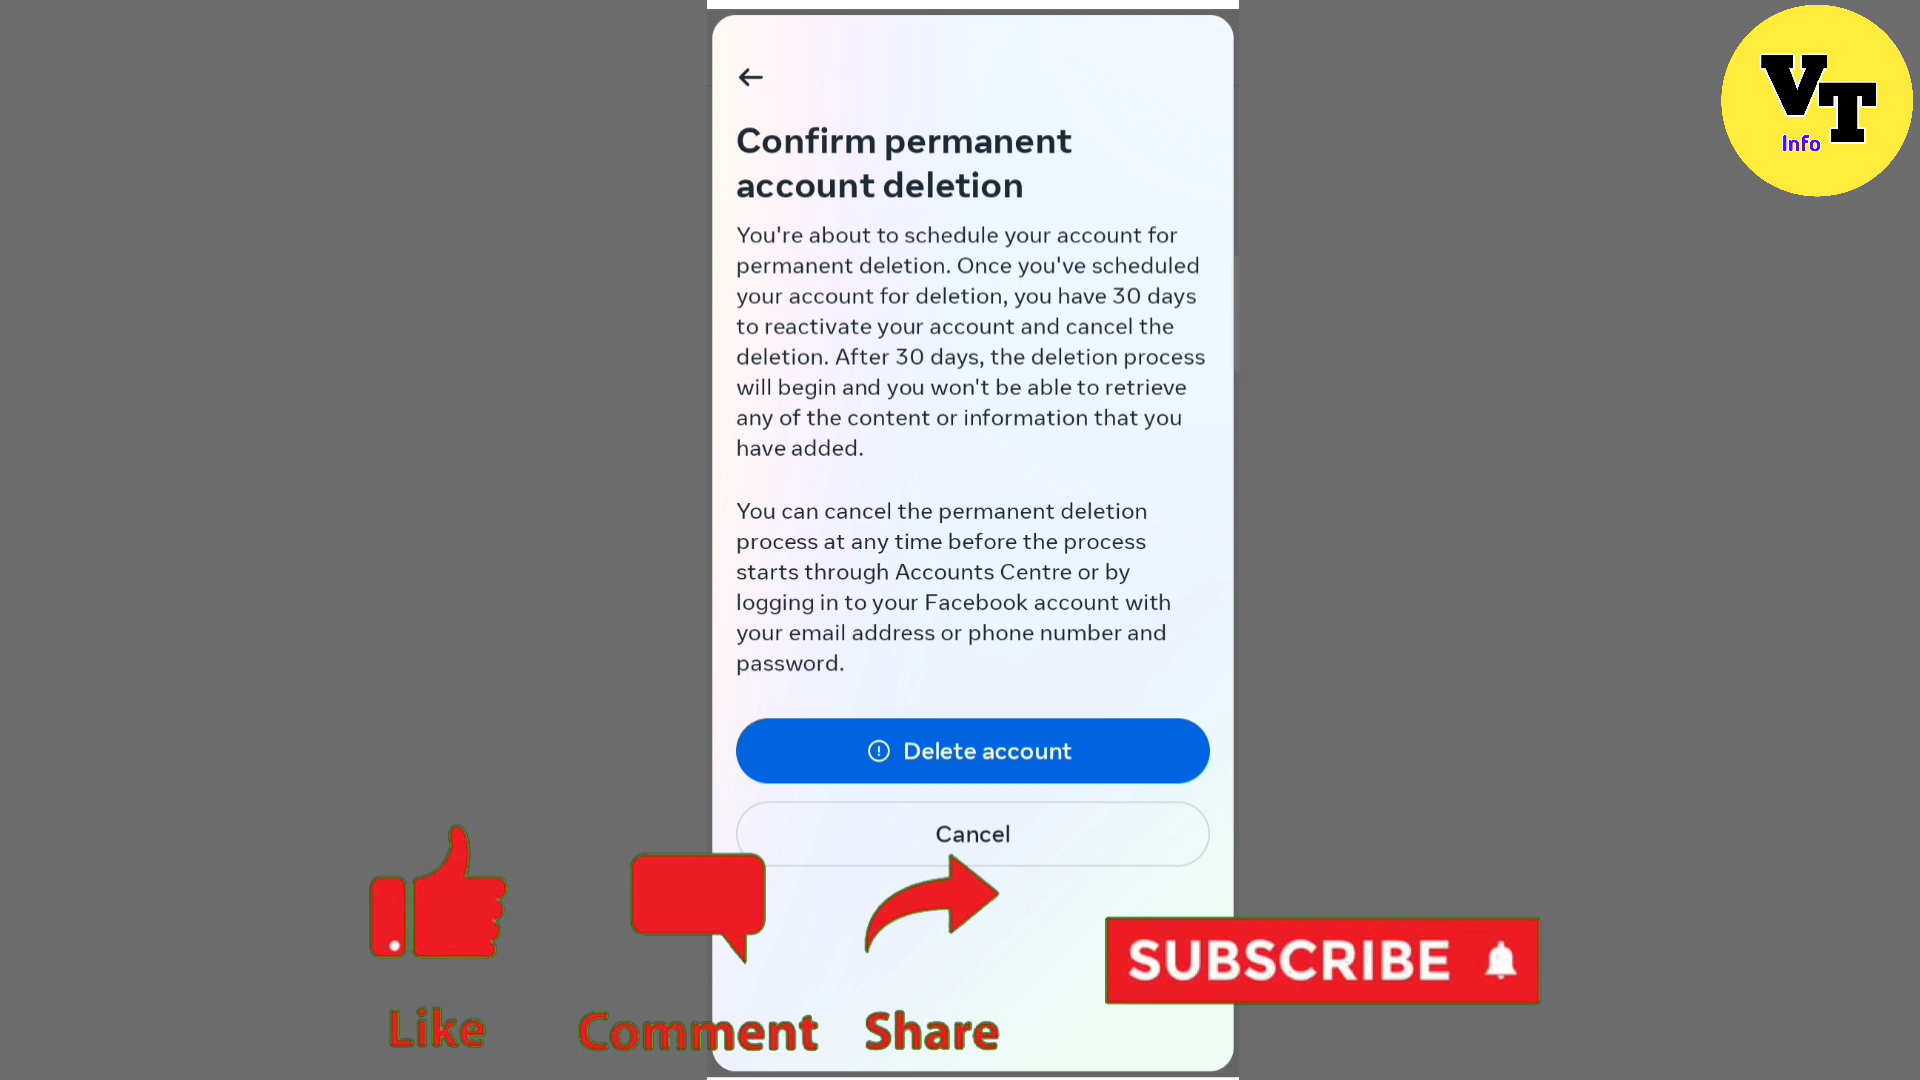 VT
Info
Confirm permanent
account deletion
You're about to schedule your account for
permanent deletion. Once you've scheduled
your account for deletion, you have 30 days
to reactivate your account and cancel the
deletion. After 30 days, the deletion process
will begin and you won't be able to retrieve
any of the content or information that you
have added.
You can cancel the permanent deletion
process at any time before the process
starts through Accounts Centre or by
logging in to your Facebook account with
your email address or phone number and
password.
Delete account
Cancel
SUBSCRIBE
Like Comment Share